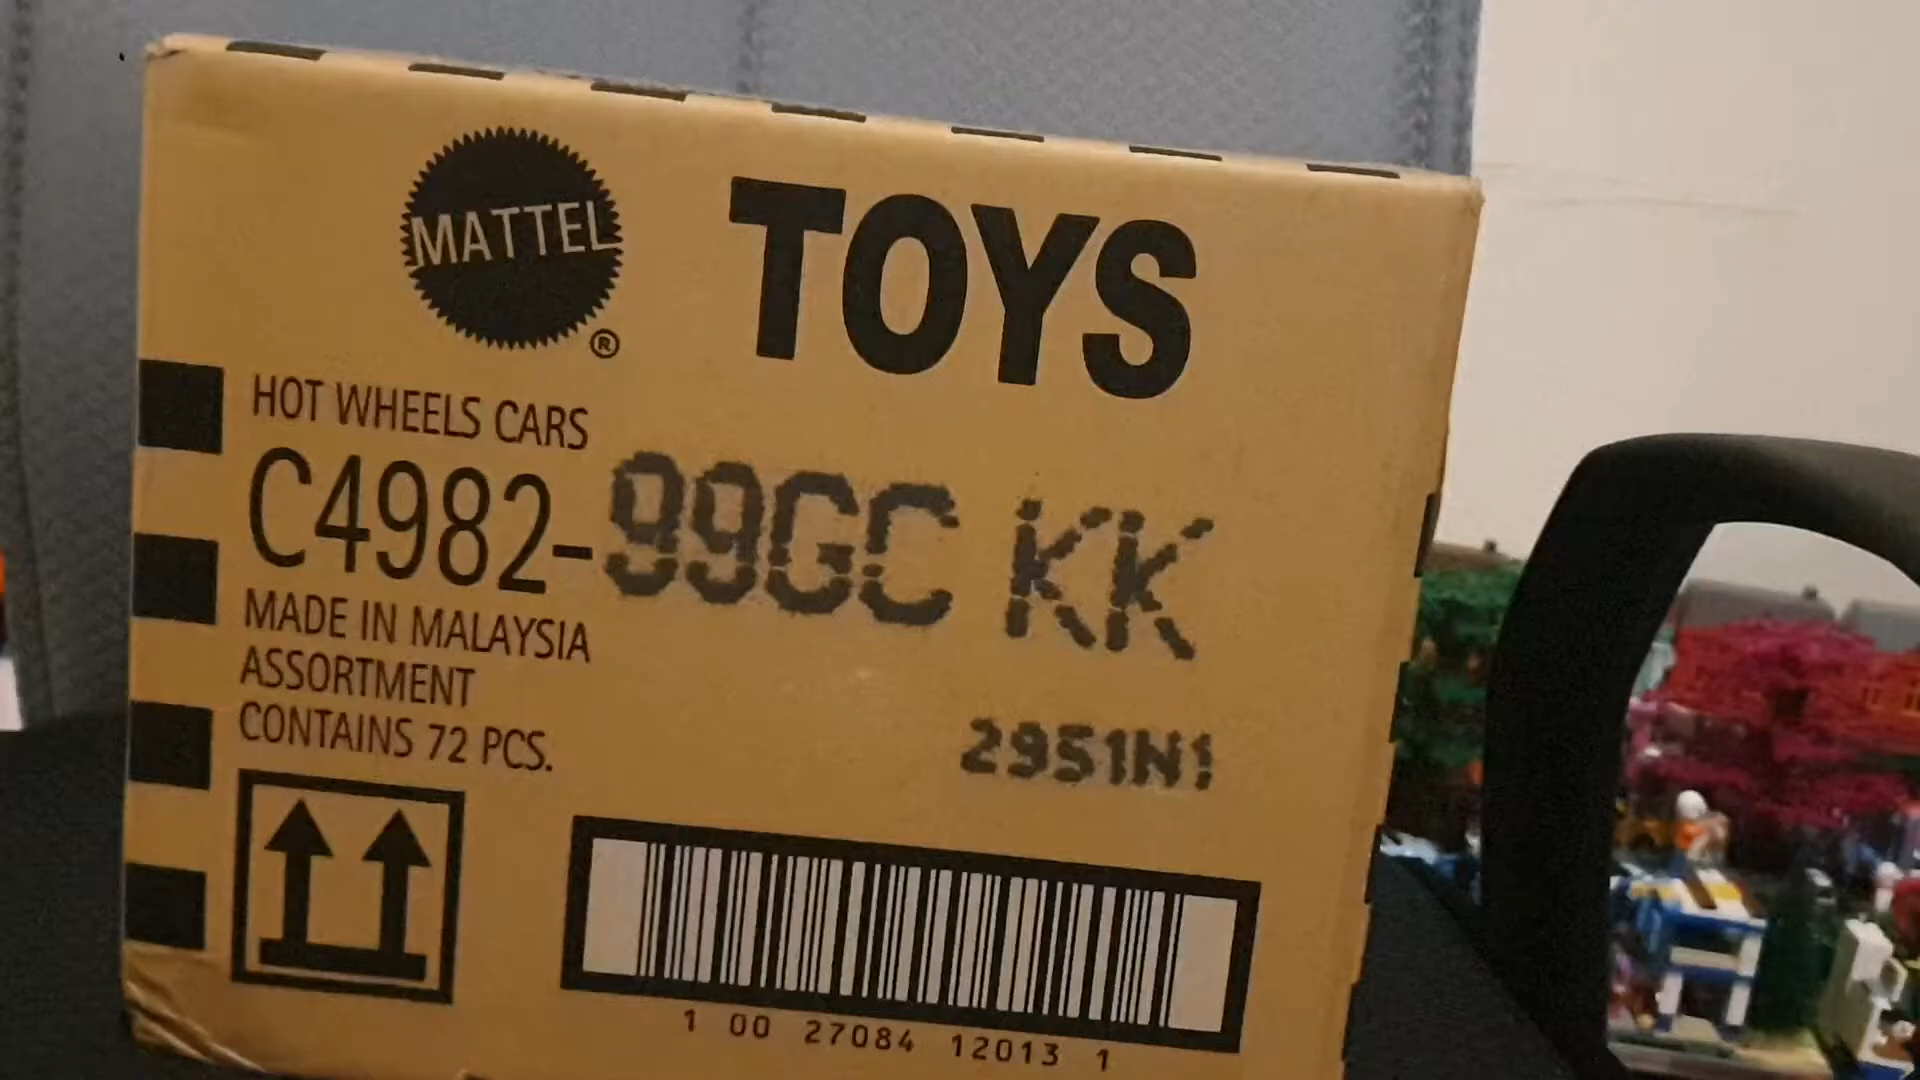 MATTEL
®
TOYS
HOT WHEELS CARS
C4982-99GC KK
MADE IN MALAYSIA
ASSORTMENT
CONTAINS 72 PCS.
2951N1
1 00 27084 12013 1